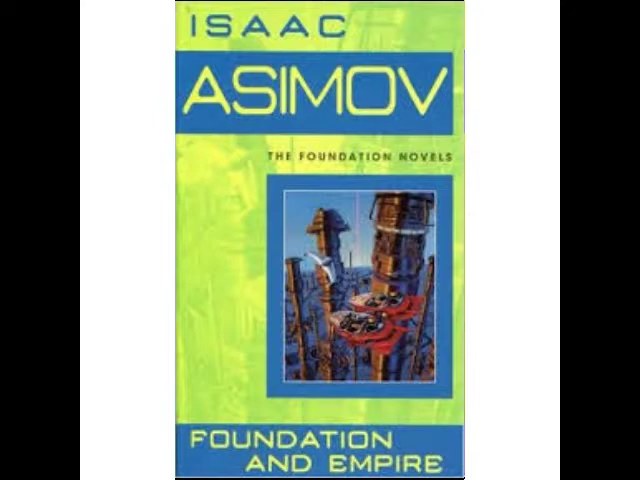 ISAAC
ASIMOV
THE FOUNDATION NOVELS
FOUNDATION
AND EMPIRE